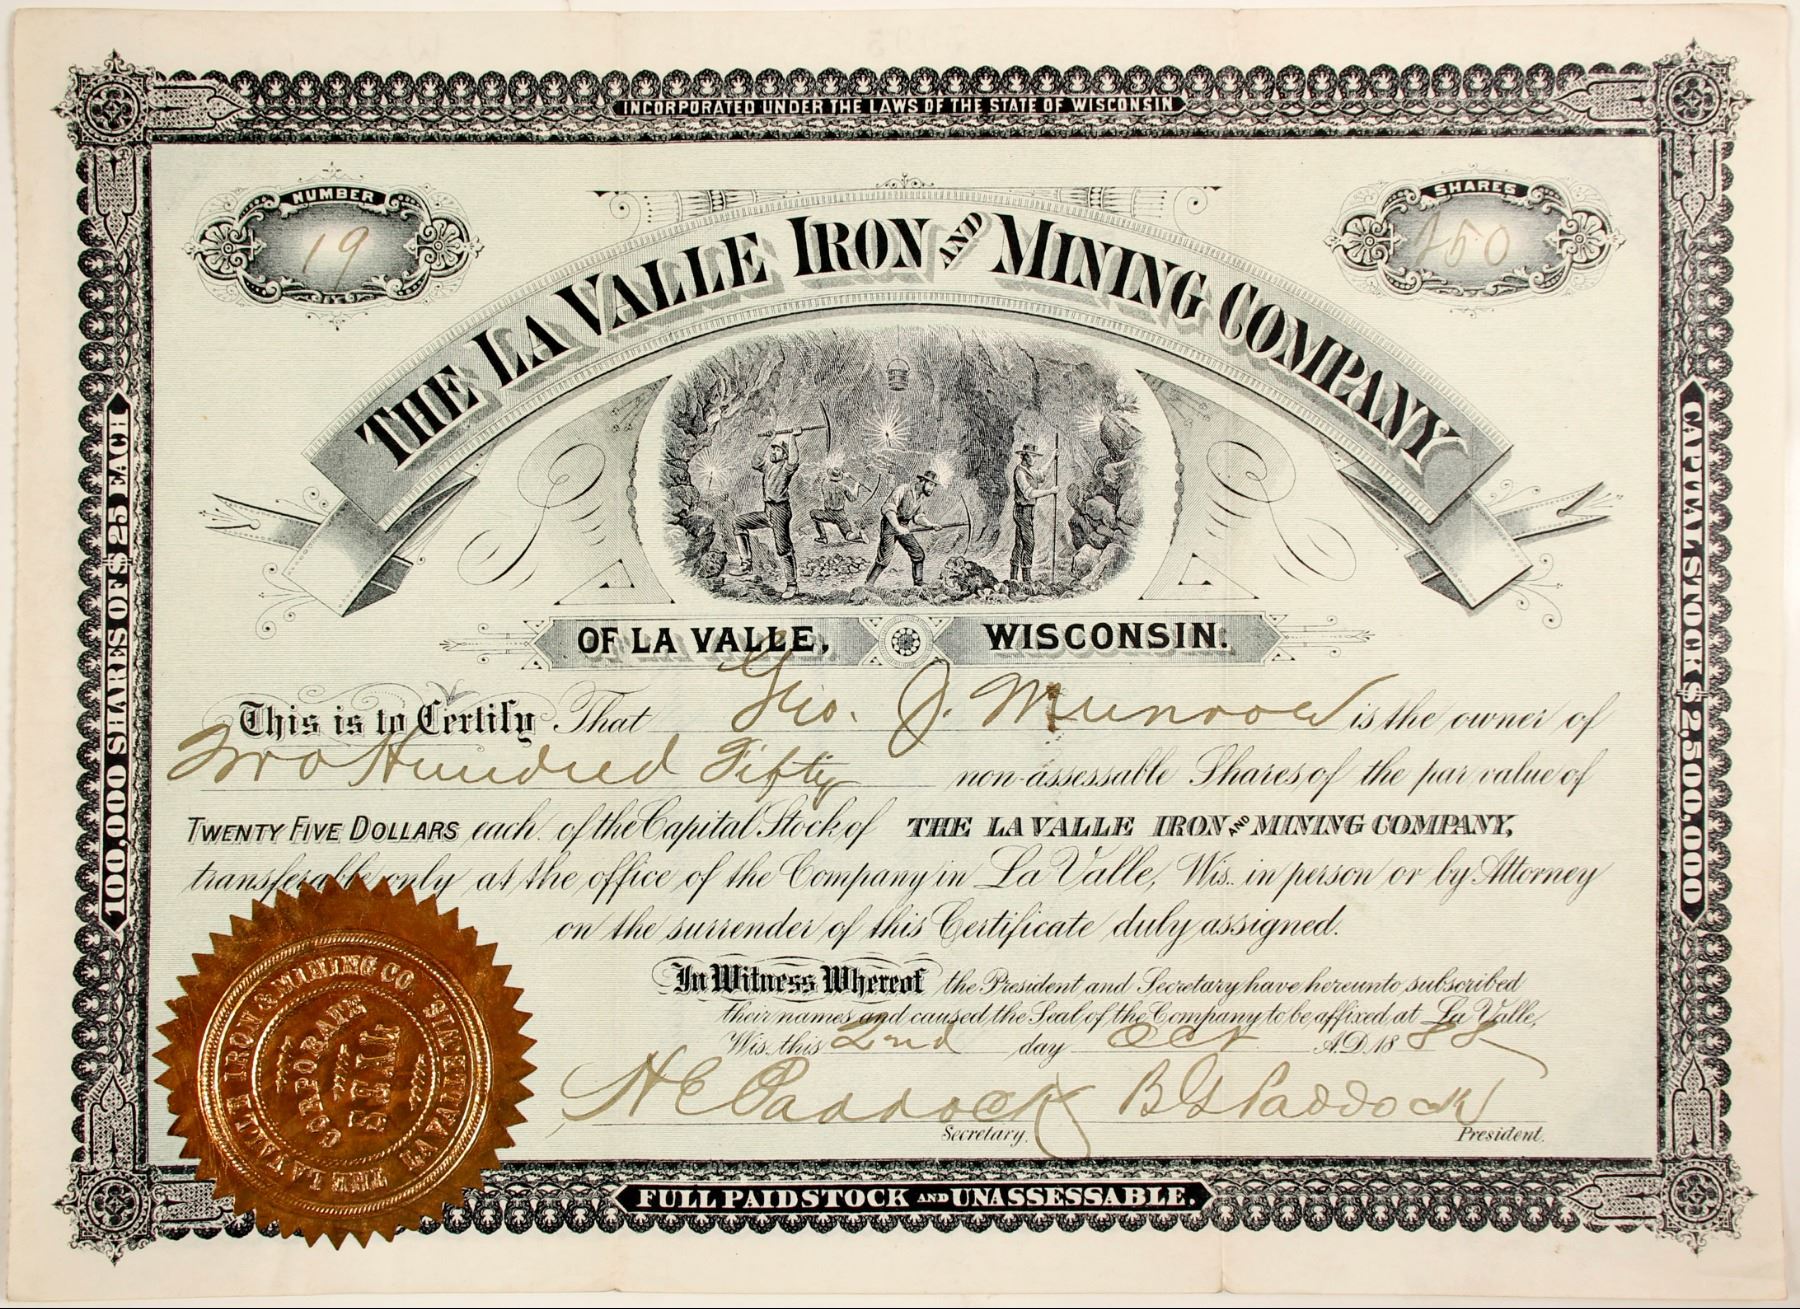 INCORPORATED UNDER THE LAWS OF THE STATE OF WISCONSIN
NUMBER
19
SHARES
250
THE LA VALLE IRON AND MINING COMPANY
OF LA VALLE, WISCONSIN.
This is to Certify That Geo. J. Munroe is the owner of
Two Hundred Fifty non-assessable Shares of the par value of
TWENTY FIVE DOLLARS each of the Capital Stock of THE LA VALLE IRON AND MINING COMPANY,
transferable only at the office of the Company in La Valle, Wis. in person or by Attorney
on the surrender of this Certificate duly assigned.
In Witness Whereof the President and Secretary have hereunto subscribed
their names and caused the Seal of the Company to be affixed at La Valle,
Wis. this 2nd day Oct A.D. 1888
H E Paddock B G Paddock
Secretary. President.
THE LA VALLE IRON & MINING CO.
CORPORATE
SEAL
100,000 SHARES OF $25 EACH
CAPITAL STOCK $2,500,000
FULL PAID STOCK AND UNASSESSABLE.